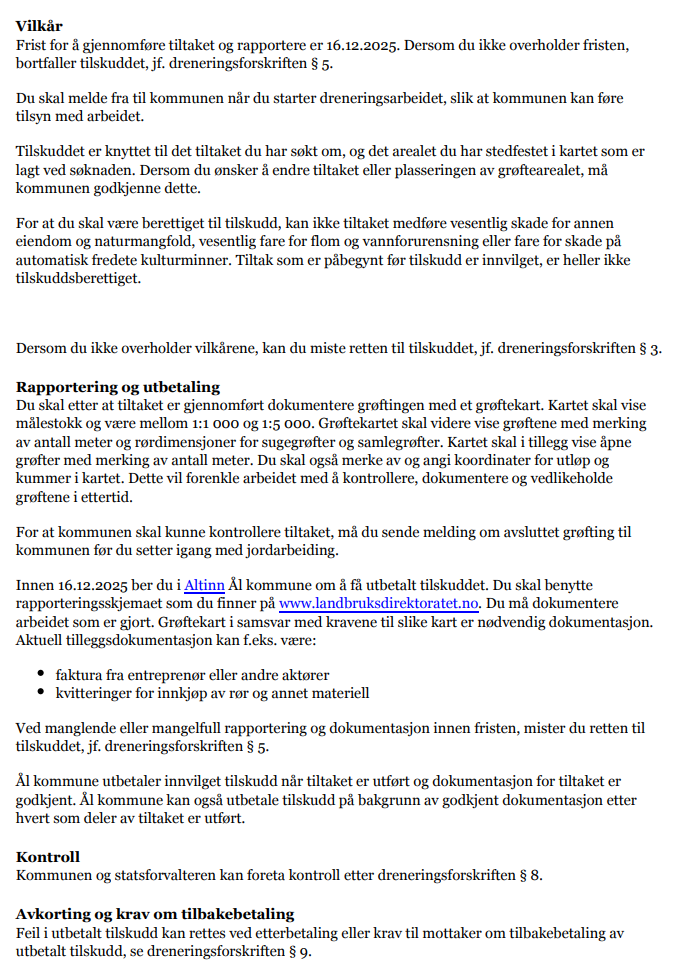 Vilkår
Frist for å gjennomføre tiltaket og rapportere er 16.12.2025. Dersom du ikke overholder fristen,
bortfaller tilskuddet, jf. dreneringsforskriften § 5.
Du skal melde fra til kommunen når du starter dreneringsarbeidet, slik at kommunen kan føre
tilsyn med arbeidet.
Tilskuddet er knyttet til det tiltaket du har søkt om, og det arealet du har stedfestet i kartet som er
lagt ved søknaden. Dersom du ønsker å endre tiltaket eller plasseringen av grøftearealet, må
kommunen godkjenne dette.
For at du skal være berettiget til tilskudd, kan ikke tiltaket medføre vesentlig skade for annen
eiendom og naturmangfold, vesentlig fare for flom og vannforurensning eller fare for skade på
automatisk fredete kulturminner. Tiltak som er påbegynt før tilskudd er innvilget, er heller ikke
tilskuddsberettiget.
Dersom du ikke overholder vilkårene, kan du miste retten til tilskuddet, jf. dreneringsforskriften § 3.
Rapportering og utbetaling
Du skal etter at tiltaket er gjennomført dokumentere grøftingen med et grøftekart. Kartet skal vise
målestokk og være mellom 1:1 000 og 1:5 000. Grøftekartet skal videre vise grøftene med merking
av antall meter og rørdimensjoner for sugegrøfter og samlegrøfter. Kartet skal i tillegg vise åpne
grøfter med merking av antall meter. Du skal også merke av og angi koordinater for utløp og
kummer i kartet. Dette vil forenkle arbeidet med å kontrollere, dokumentere og vedlikeholde
grøftene i ettertid.
For at kommunen skal kunne kontrollere tiltaket, må du sende melding om avsluttet grøfting til
kommunen før du setter igang med jordarbeiding.
Innen 16.12.2025 ber du i Altinn Ål kommune om å få utbetalt tilskuddet. Du skal benytte
rapporteringsskjemaet som du finner på www.landbruksdirektoratet.no. Du må dokumentere
arbeidet som er gjort. Grøftekart i samsvar med kravene til slike kart er nødvendig dokumentasjon.
Aktuell tilleggsdokumentasjon kan f.eks. være:
• faktura fra entreprenør eller andre aktører
• kvitteringer for innkjøp av rør og annet materiell
Ved manglende eller mangelfull rapportering og dokumentasjon innen fristen, mister du retten til
tilskuddet, jf. dreneringsforskriften § 5.
Ål kommune utbetaler innvilget tilskudd når tiltaket er utført og dokumentasjon for tiltaket er
godkjent. Ål kommune kan også utbetale tilskudd på bakgrunn av godkjent dokumentasjon etter
hvert som deler av tiltaket er utført.
Kontroll
Kommunen og statsforvalteren kan foreta kontroll etter dreneringsforskriften § 8.
Avkorting og krav om tilbakebetaling
Feil i utbetalt tilskudd kan rettes ved etterbetaling eller krav til mottaker om tilbakebetaling av
utbetalt tilskudd, se dreneringsforskriften § 9.